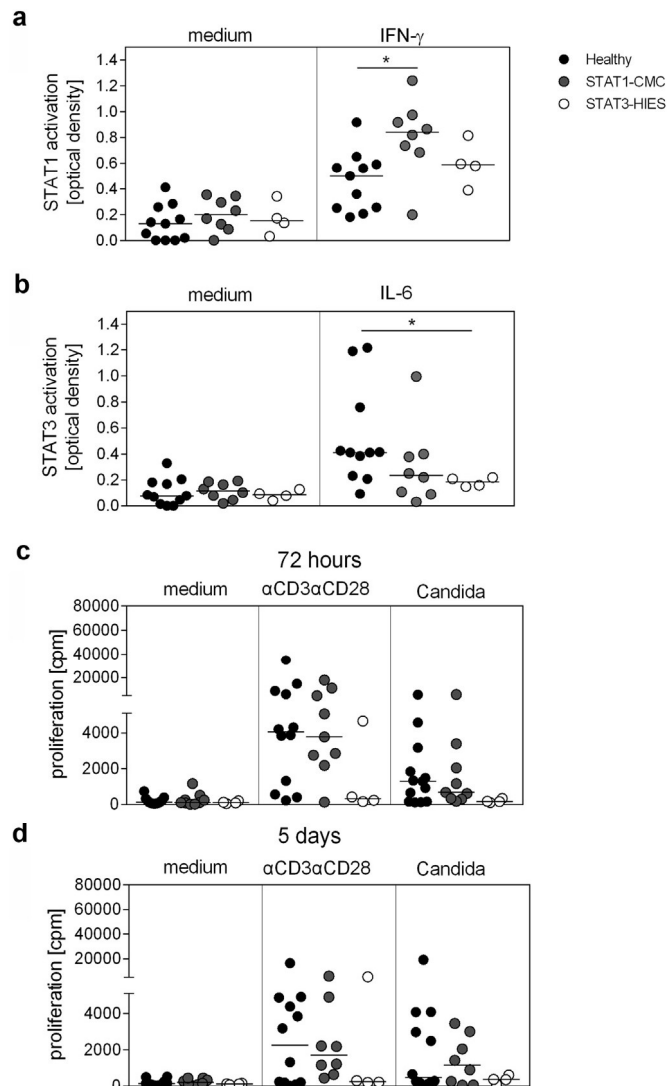 a
medium
IFN-γ
Healthy
STAT1-CMC
STAT3-HIES
STAT1 activation
[optical density]
1.4
1.2
1.0
0.8
0.6
0.4
0.2
0.0
*
b
medium
IL-6
STAT3 activation
[optical density]
1.4
1.2
1.0
0.8
0.6
0.4
0.2
0.0
*
c
72 hours
medium
αCD3αCD28
Candida
proliferation [cpm]
80000
60000
40000
20000
4000
2000
0
d
5 days
medium
αCD3αCD28
Candida
proliferation [cpm]
80000
60000
40000
20000
4000
2000
0